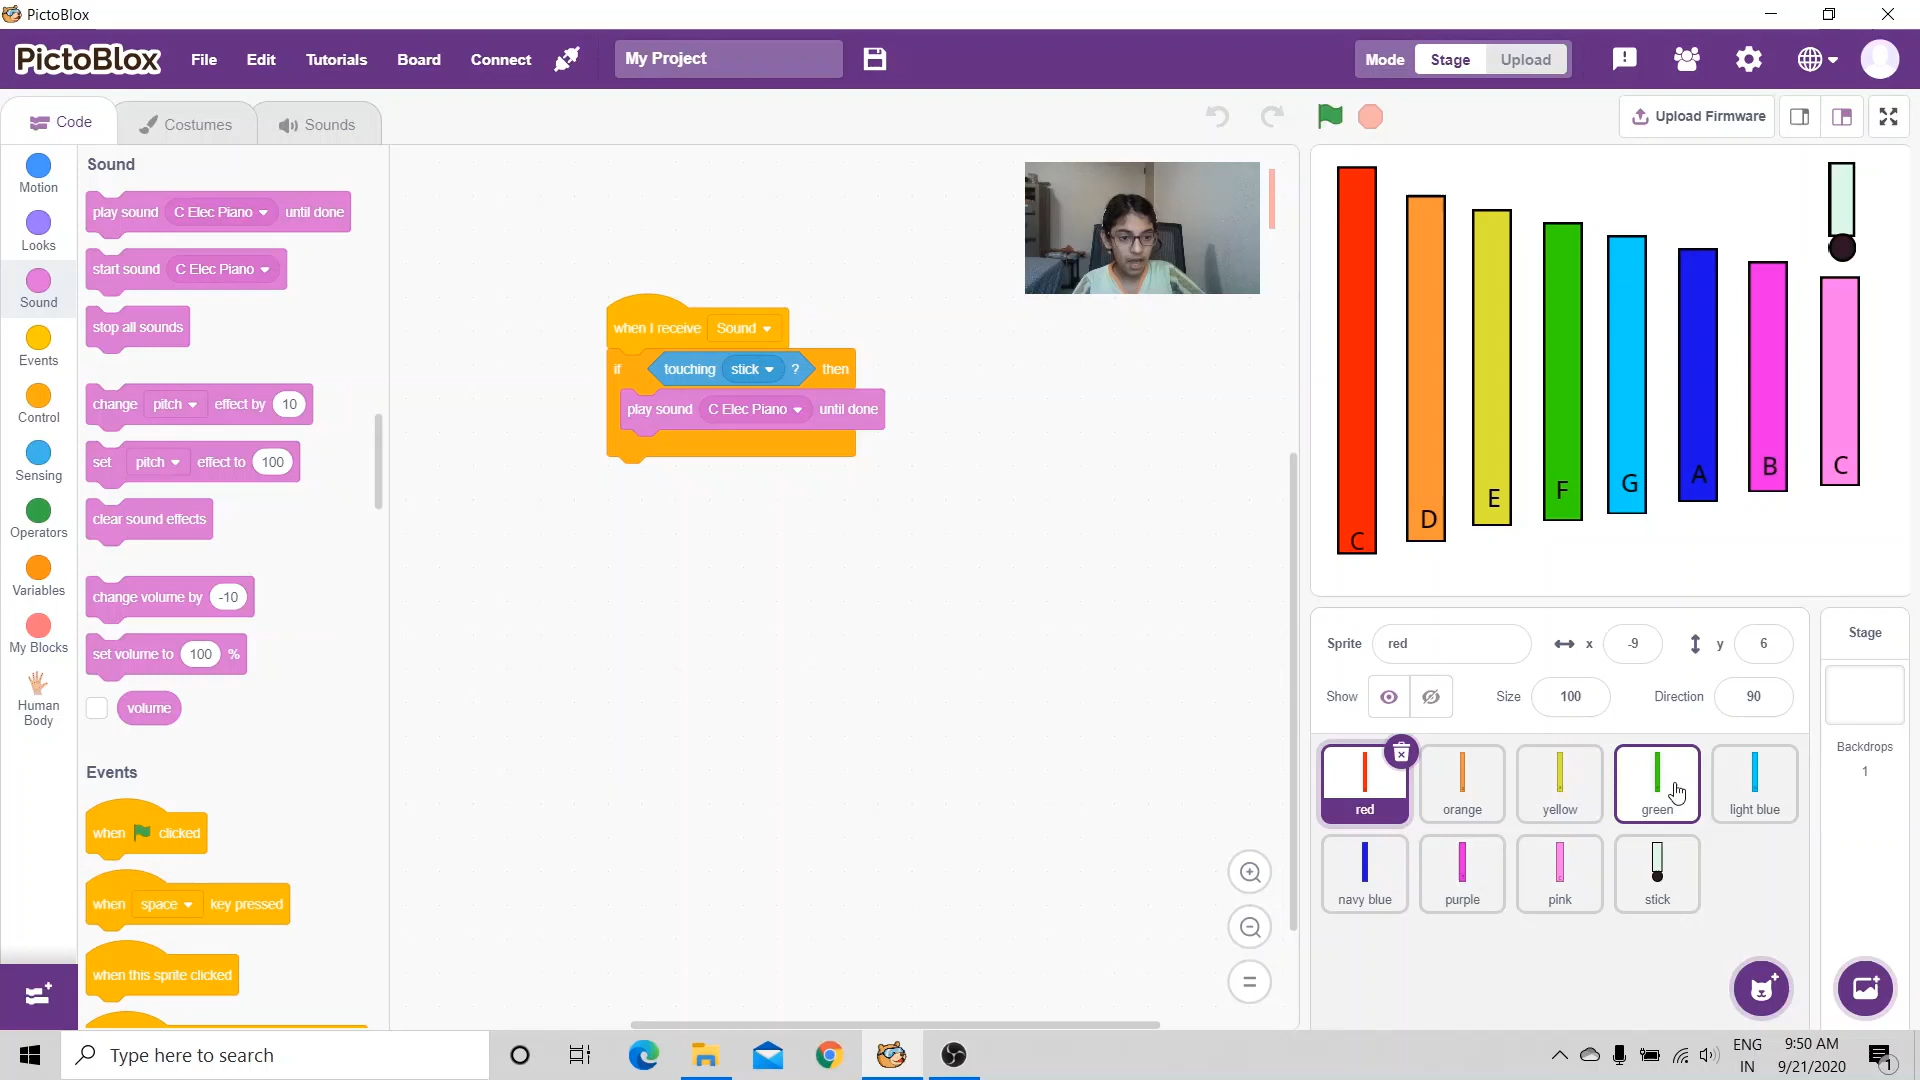 PictoBlox
PictoBlox File Edit Tutorials Board Connect My Project Mode Stage Upload
Code Costumes Sounds Upload Firmware
Motion
Looks
Sound
Events
Control
Sensing
Operators
Variables
My Blocks
Human
Body
Sound
play sound C Elec Piano until done
start sound C Elec Piano
stop all sounds
change pitch effect by 10
set pitch effect to 100
clear sound effects
change volume by -10
set volume to 100 %
volume
Events
when clicked
when space key pressed
when this sprite clicked
when I receive Sound
if touching stick ? then
play sound C Elec Piano until done
C D E F G A B C
Sprite red x -9 y 6
Show Size 100 Direction 90
red orange yellow green light blue
navy blue purple pink stick
Stage
Backdrops
1
Type here to search
ENG
IN
9:50 AM
9/21/2020
1